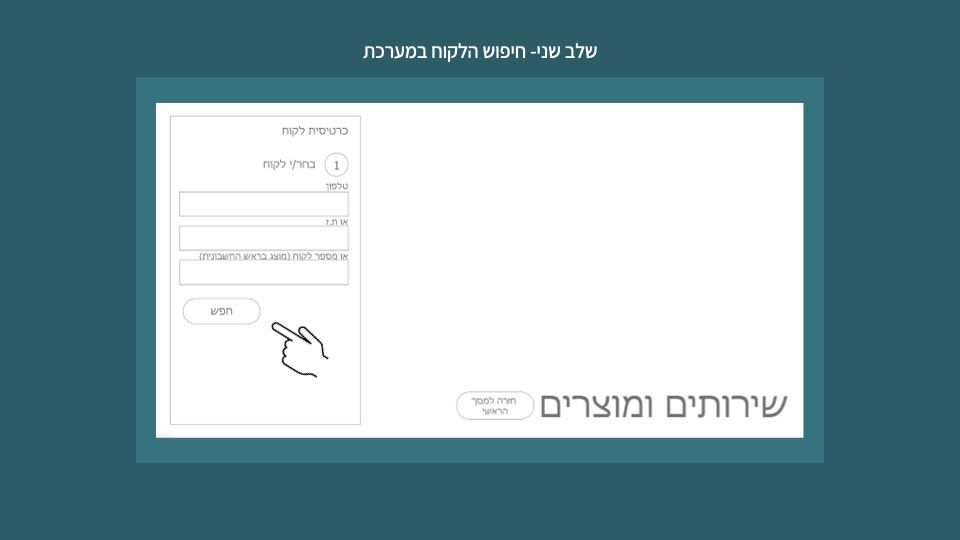 שלב שני- חיפוש הלקוח במערכת
כרטיסית לקוח
1 בחר/י לקוח
טלפון
או ת.ז
או מספר לקוח (מוצג בראש החשבונית)
חפש
שירותים ומוצרים
חזרה למסך
הראשי